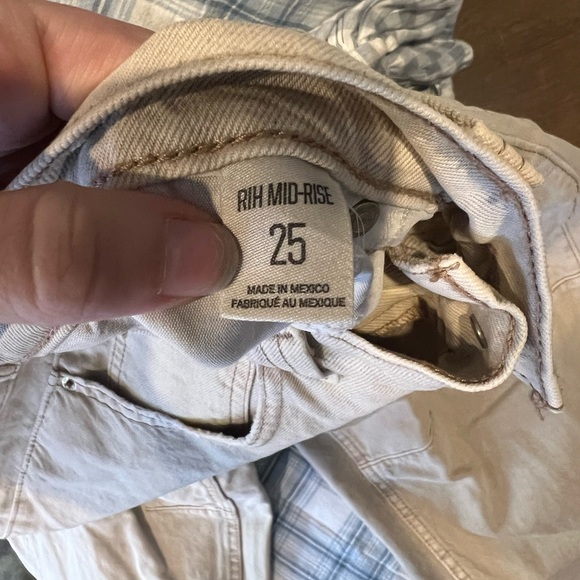 RIH MID-RISE
25
MADE IN MEXICO
FABRIQUÉ AU MEXIQUE